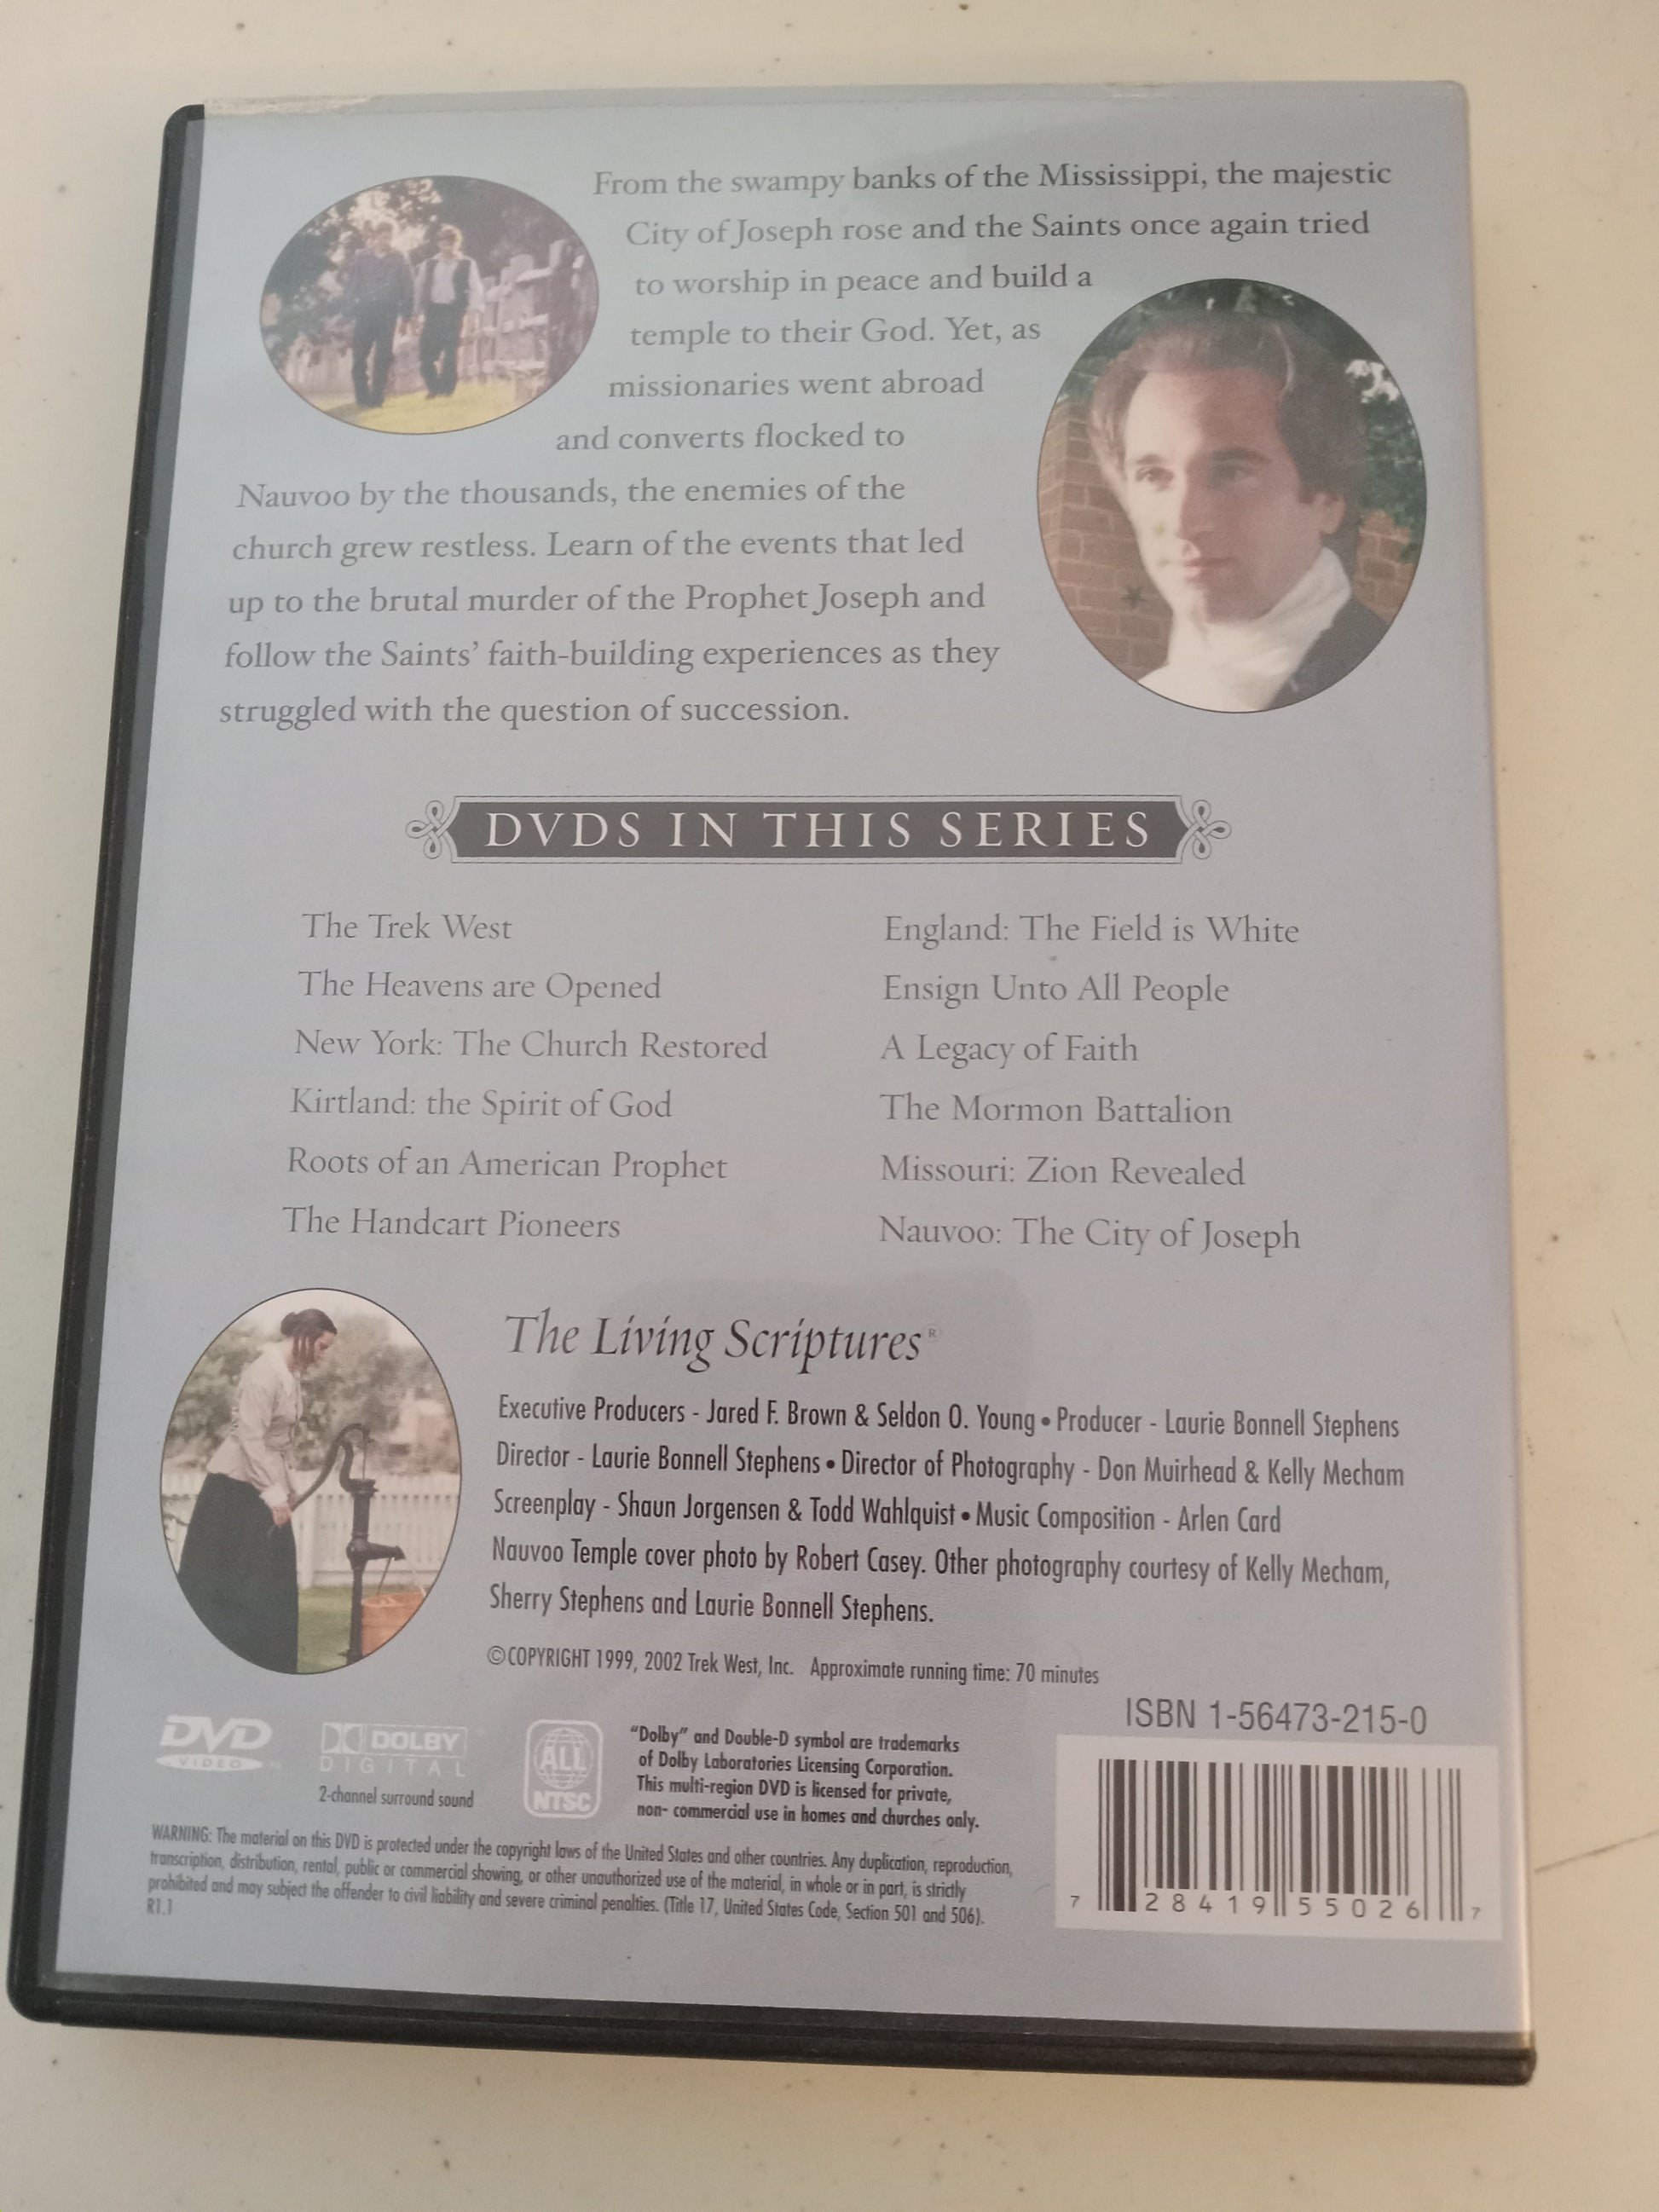 From the swampy banks of the Mississippi, the majestic
City of Joseph rose and the Saints once again tried
to worship in peace and build a
temple to their God. Yet, as
missionaries went abroad
and converts flocked to
Nauvoo by the thousands, the enemies of the
church grew restless. Learn of the events that led
up to the brutal murder of the Prophet Joseph and
follow the Saints' faith-building experiences as they
struggled with the question of succession.
DVDS IN THIS SERIES
The Trek West
The Heavens are Opened
New York: The Church Restored
Kirtland: the Spirit of God
Roots of an American Prophet
The Handcart Pioneers
England: The Field is White
Ensign Unto All People
A Legacy of Faith
The Mormon Battalion
Missouri: Zion Revealed
Nauvoo: The City of Joseph
The Living Scriptures®
Executive Producers - Jared F. Brown & Seldon O. Young • Producer - Laurie Bonnell Stephens
Director - Laurie Bonnell Stephens • Director of Photography - Don Muirhead & Kelly Mecham
Screenplay - Shaun Jorgensen & Todd Wahlquist • Music Composition - Arlen Card
Nauvoo Temple cover photo by Robert Casey. Other photography courtesy of Kelly Mecham,
Sherry Stephens and Laurie Bonnell Stephens.
©COPYRIGHT 1999, 2002 Trek West, Inc. Approximate running time: 70 minutes
DVD
VIDEO
DOLBY
DIGITAL
2-channel surround sound
ALL
NTSC
"Dolby" and Double-D symbol are trademarks
of Dolby Laboratories Licensing Corporation.
This multi-region DVD is licensed for private,
non- commercial use in homes and churches only.
ISBN 1-56473-215-0
7 28419 55026 7
WARNING: The material on this DVD is protected under the copyright laws of the United States and other countries. Any duplication, reproduction,
transcription, distribution, rental, public or commercial showing, or other unauthorized use of the material, in whole or in part, is strictly
prohibited and may subject the offender to civil liability and severe criminal penalties. (Title 17, United States Code, Section 501 and 506).
R1.1